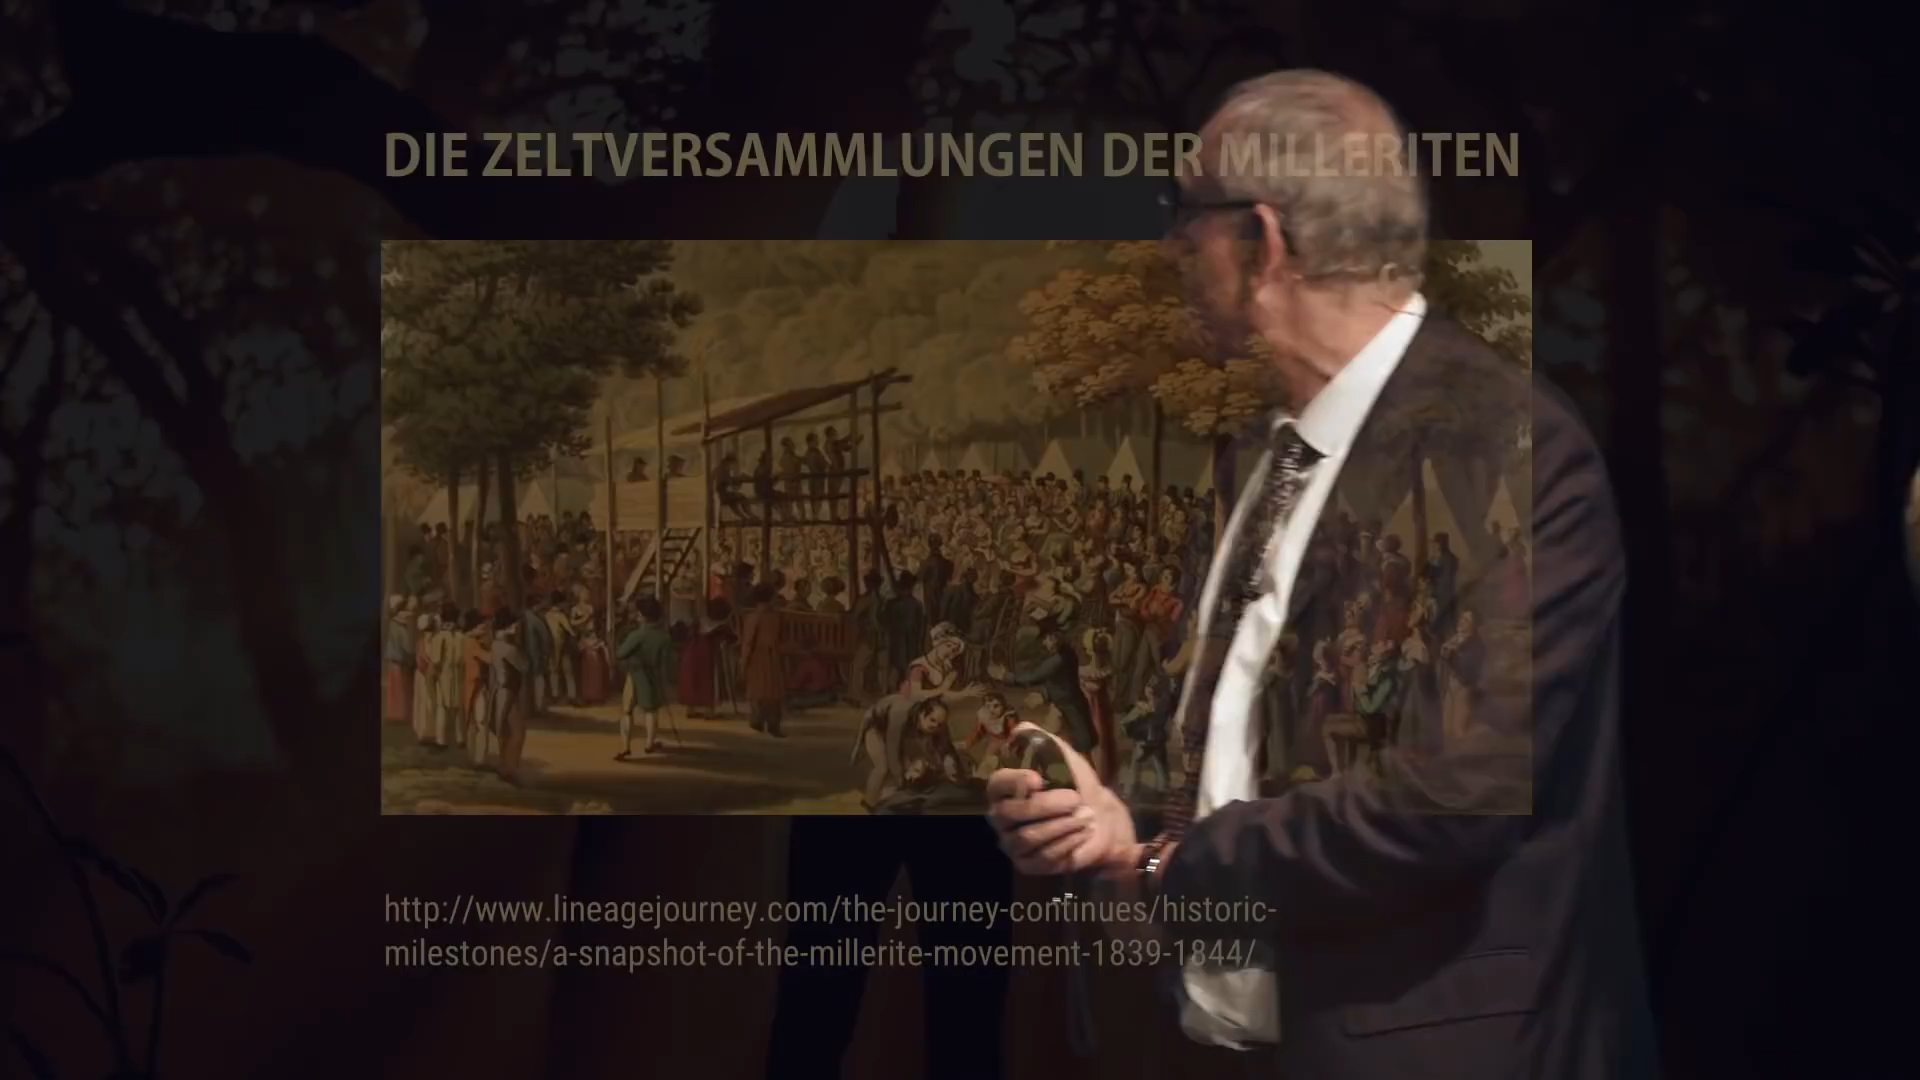 DIE ZELTVERSAMMLUNGEN DER MILLERITEN
http://www.lineagejourney.com/the-journey-continues/historic-
milestones/a-snapshot-of-the-millerite-movement-1839-1844/